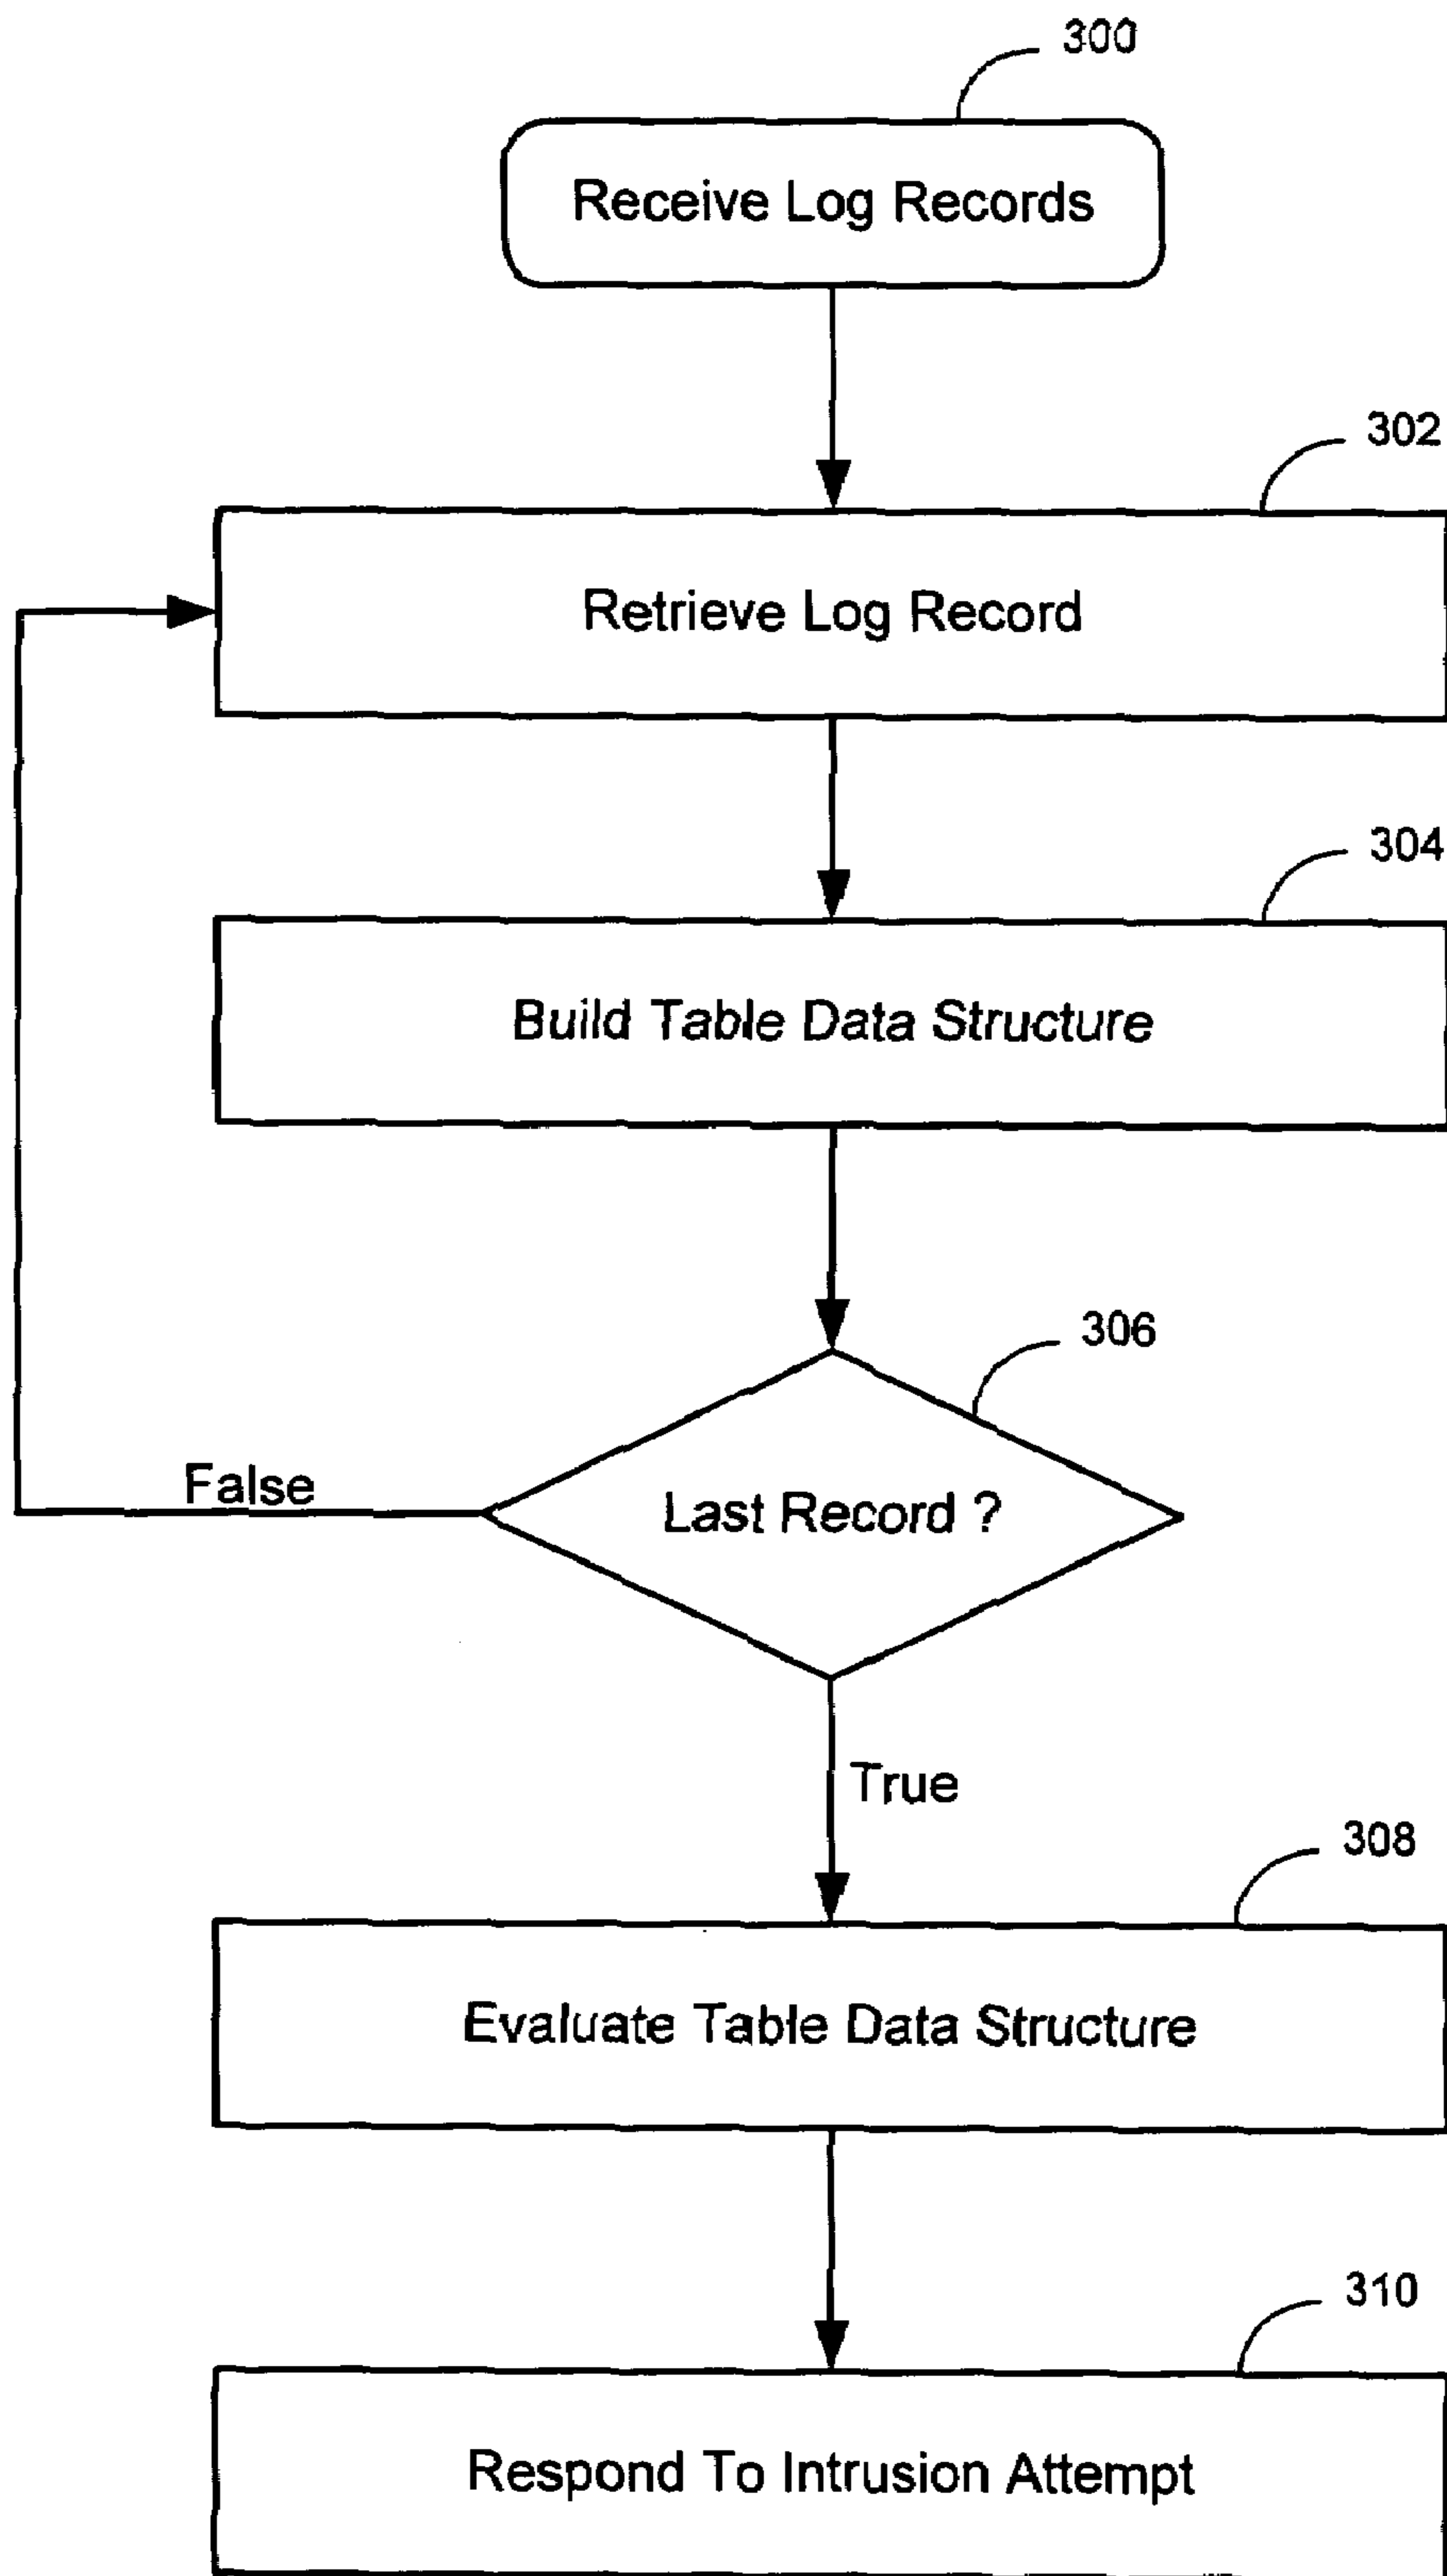 300
Receive Log Records
302
Retrieve Log Record
304
Build Table Data Structure
306
Last Record ?
False
True
308
Evaluate Table Data Structure
310
Respond To Intrusion Attempt